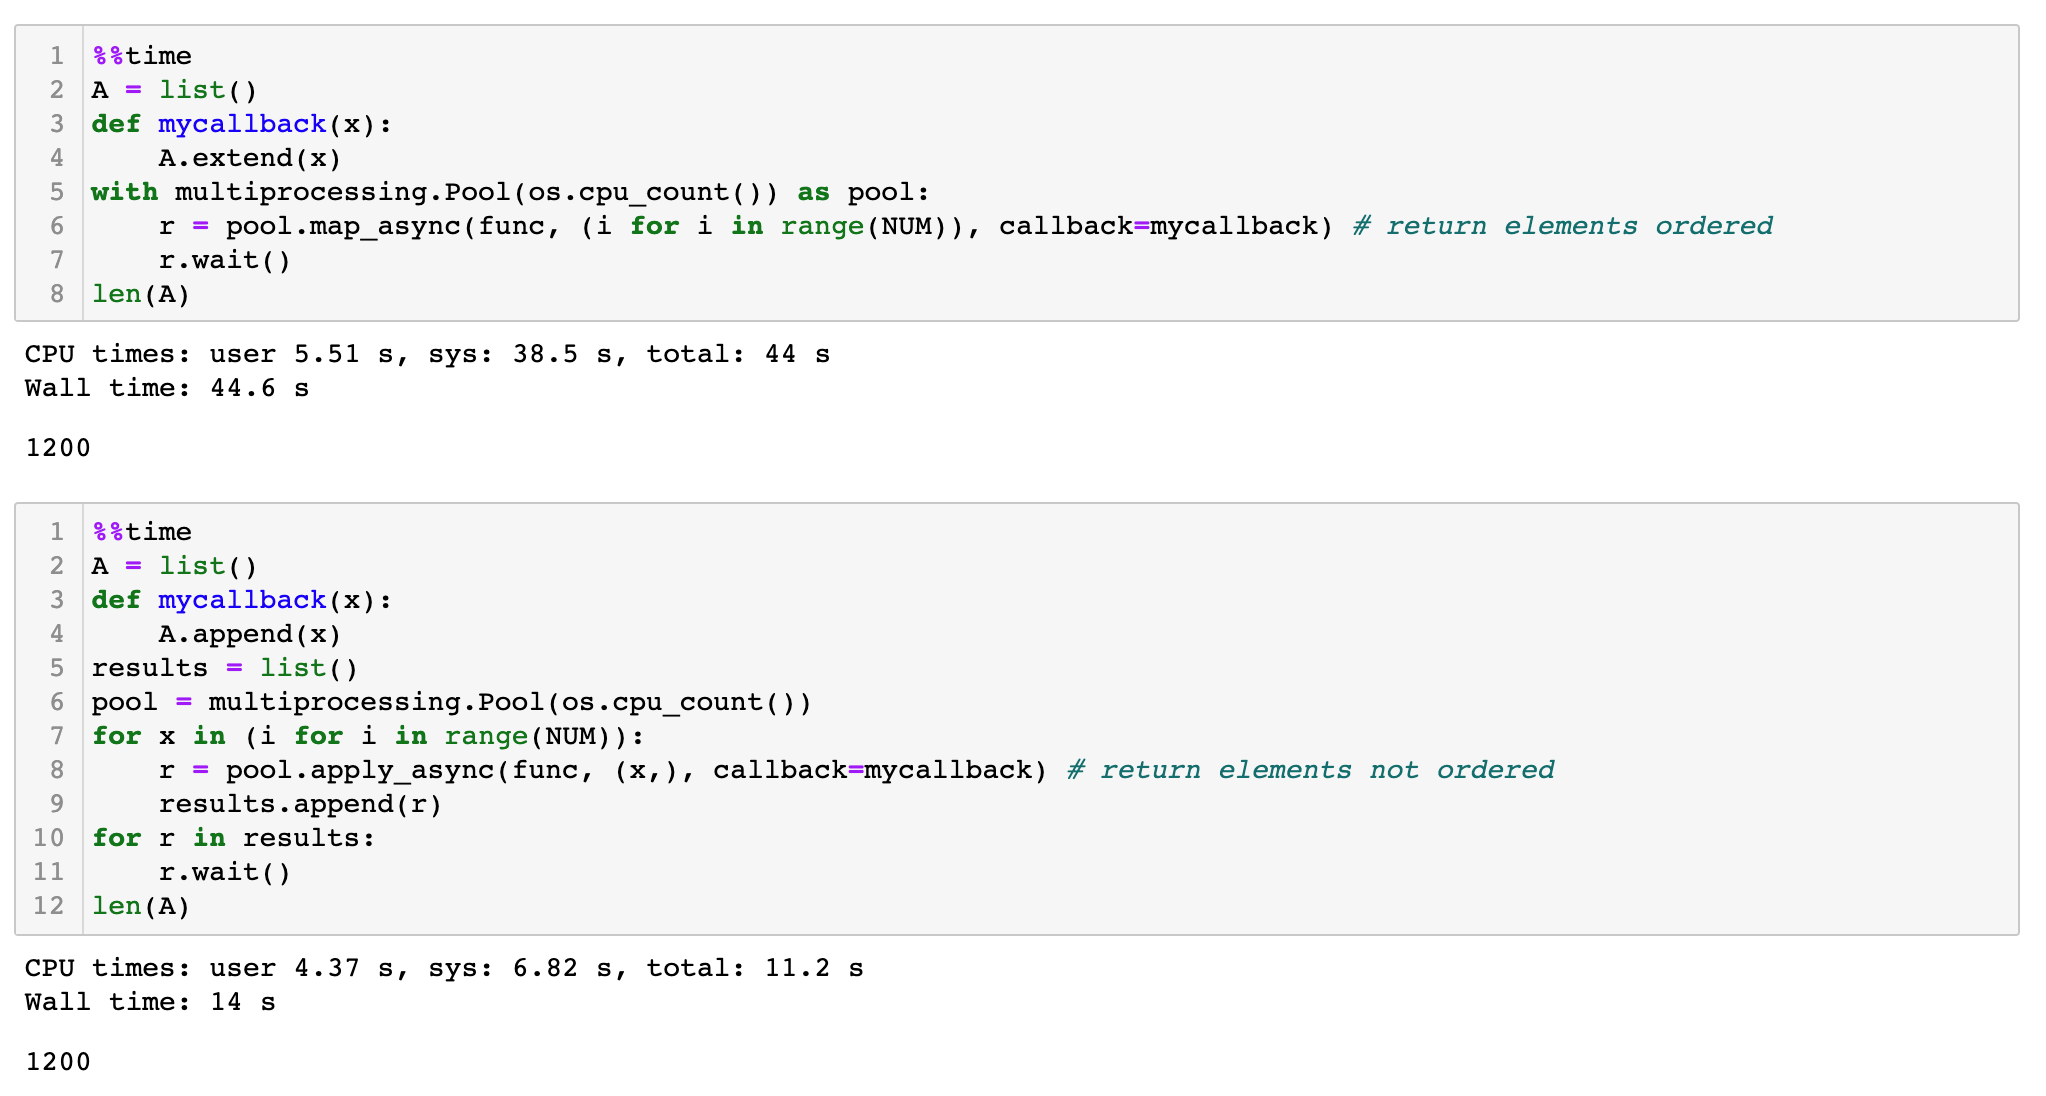 1 %%time
2 A = list()
3 def mycallback(x):
4     A.extend(x)
5 with multiprocessing.Pool(os.cpu_count()) as pool:
6     r = pool.map_async(func, (i for i in range(NUM)), callback=mycallback) # return elements ordered
7     r.wait()
8 len(A)
CPU times: user 5.51 s, sys: 38.5 s, total: 44 s
Wall time: 44.6 s
1200
1 %%time
2 A = list()
3 def mycallback(x):
4     A.append(x)
5 results = list()
6 pool = multiprocessing.Pool(os.cpu_count())
7 for x in (i for i in range(NUM)):
8     r = pool.apply_async(func, (x,), callback=mycallback) # return elements not ordered
9     results.append(r)
10 for r in results:
11     r.wait()
12 len(A)
CPU times: user 4.37 s, sys: 6.82 s, total: 11.2 s
Wall time: 14 s
1200